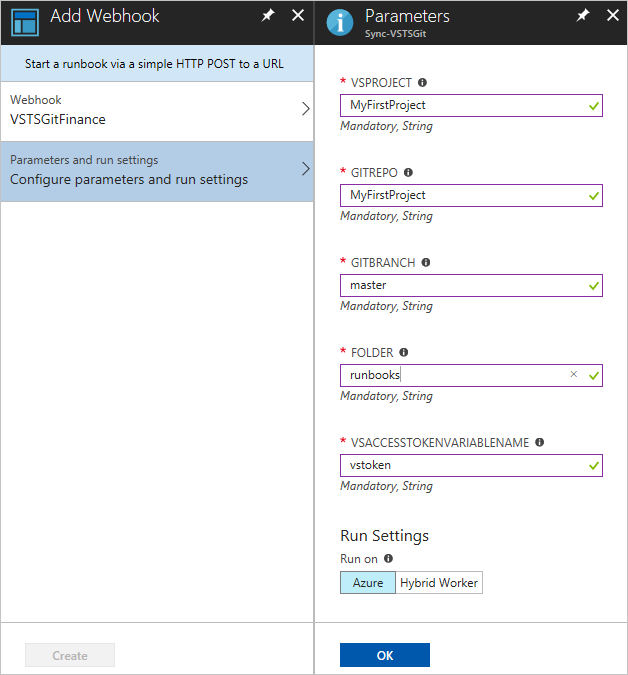 Add Webhook
Start a runbook via a simple HTTP POST to a URL
Webhook
VSTSGitFinance
Parameters and run settings
Configure parameters and run settings
Create
Parameters
Sync-VSTSGit
* VSPROJECT
MyFirstProject
Mandatory, String
* GITREPO
MyFirstProject
Mandatory, String
* GITBRANCH
master
Mandatory, String
* FOLDER
runbooks
Mandatory, String
* VSACCESSTOKENVARIABLENAME
vstoken
Mandatory, String
Run Settings
Run on
Azure Hybrid Worker
OK